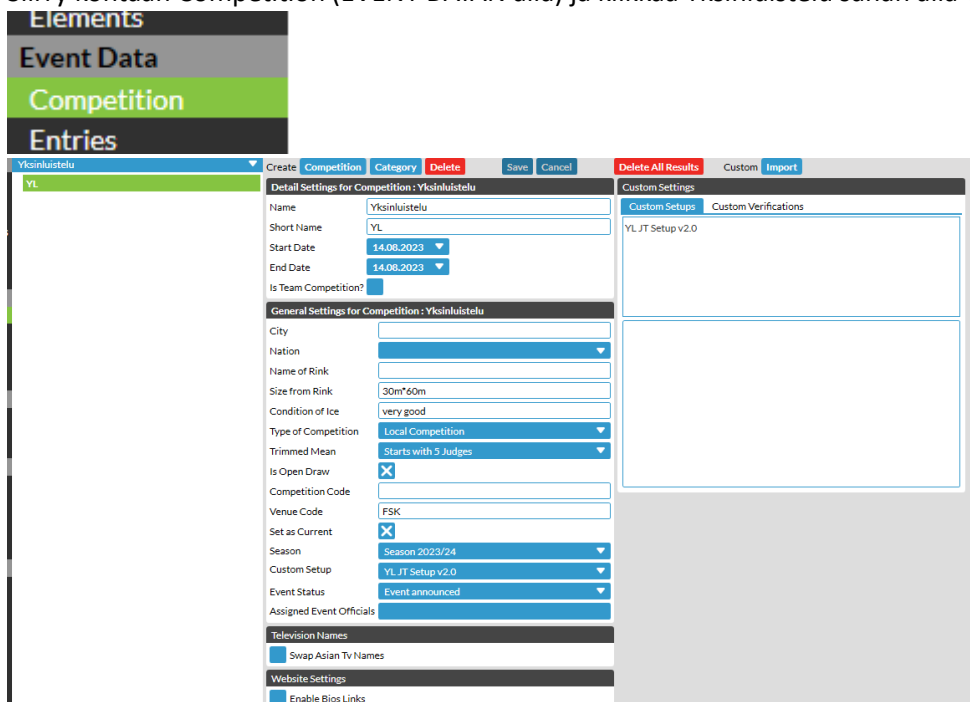 Elements
Event Data
Competition
Entries
Yksinluistelu
YL
Create Competition Category Delete Save Cancel Delete All Results Custom Import
Detail Settings for Competition : Yksinluistelu
Name Yksinluistelu
Short Name YL
Start Date 14.08.2023
End Date 14.08.2023
Is Team Competition?
General Settings for Competition : Yksinluistelu
City
Nation
Name of Rink
Size from Rink 30m*60m
Condition of Ice very good
Type of Competition Local Competition
Trimmed Mean Starts with 5 Judges
Is Open Draw
Competition Code
Venue Code FSK
Set as Current
Season Season 2023/24
Custom Setup YL JT Setup v2.0
Event Status Event announced
Assigned Event Officials
Television Names
Swap Asian Tv Names
Website Settings
Enable Bios Links
Custom Settings
Custom Setups Custom Verifications
YL JT Setup v2.0